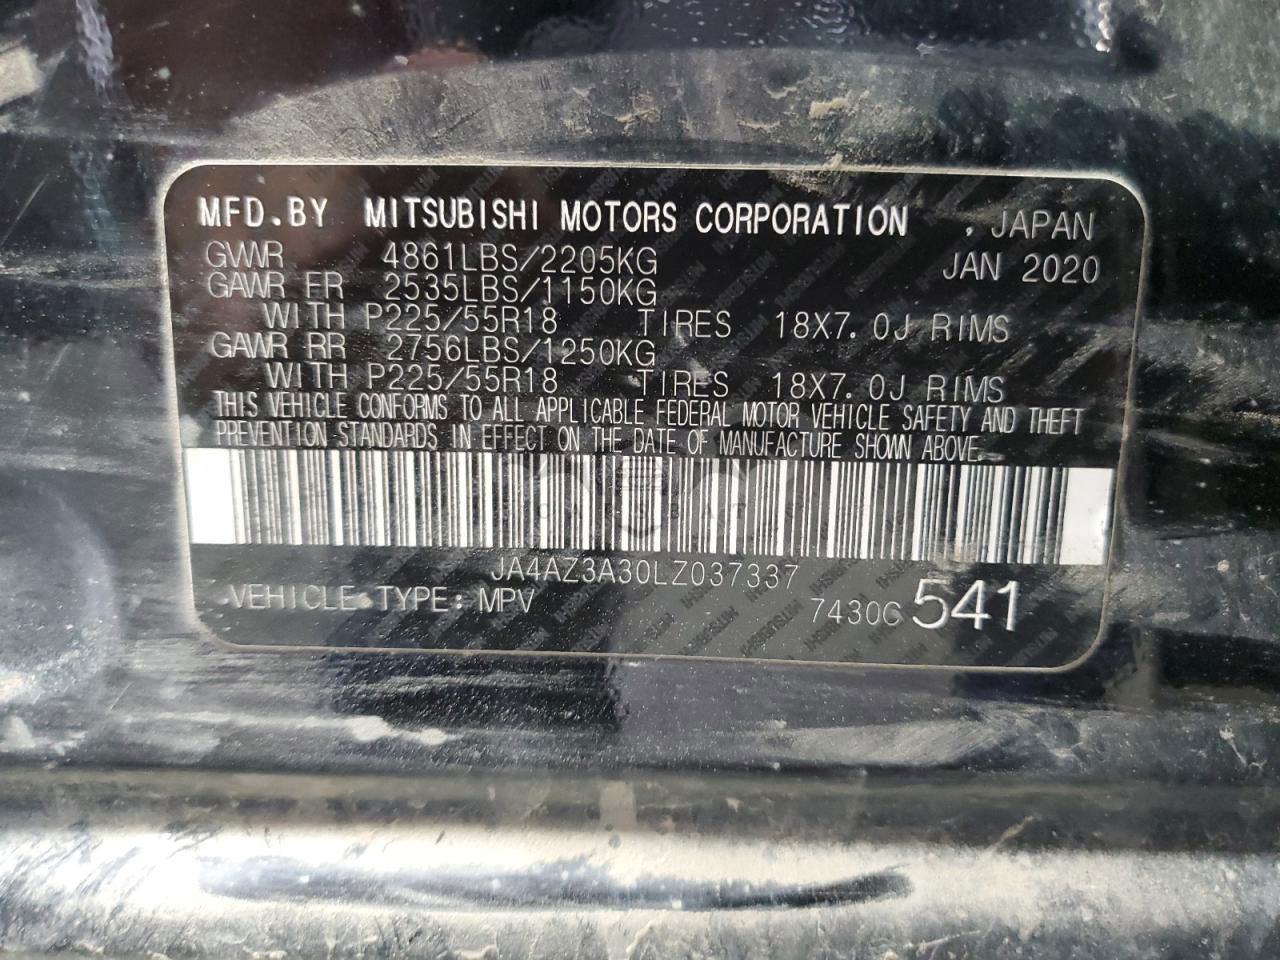 MFD.BY MITSUBISHI MOTORS CORPORATION , JAPAN
GVWR 4861LBS/2205KG JAN 2020
GAWR FR 2535LBS/1150KG
WITH P225/55R18 TIRES 18X7.0J RIMS
GAWR RR 2756LBS/1250KG
WITH P225/55R18 TIRES 18X7.0J RIMS
THIS VEHICLE CONFORMS TO ALL APPLICABLE FEDERAL MOTOR VEHICLE SAFETY AND THEFT
PREVENTION STANDARDS IN EFFECT ON THE DATE OF MANUFACTURE SHOWN ABOVE.
JA4AZ3A30LZ037337
VEHICLE TYPE: MPV 7430G 541